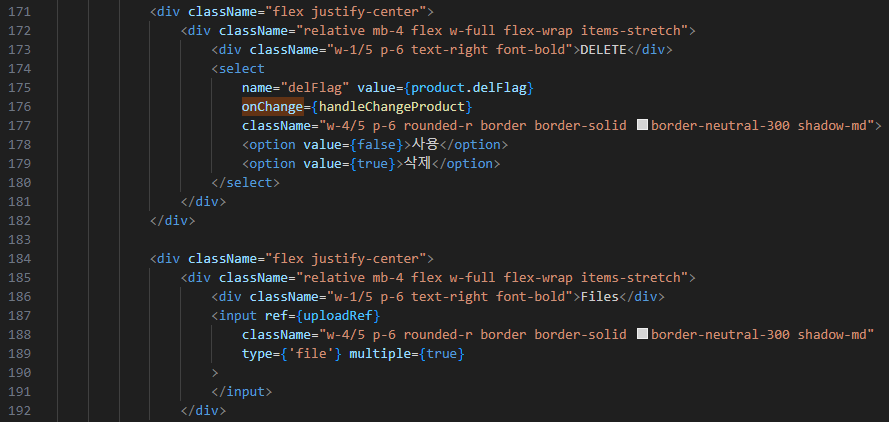 171 <div className="flex justify-center">
172 <div className="relative mb-4 flex w-full flex-wrap items-stretch">
173 <div className="w-1/5 p-6 text-right font-bold">DELETE</div>
174 <select
175 name="delFlag" value={product.delFlag}
176 onChange={handleChangeProduct}
177 className="w-4/5 p-6 rounded-r border border-solid border-neutral-300 shadow-md">
178 <option value={false}>사용</option>
179 <option value={true}>삭제</option>
180 </select>
181 </div>
182 </div>
183
184 <div className="flex justify-center">
185 <div className="relative mb-4 flex w-full flex-wrap items-stretch">
186 <div className="w-1/5 p-6 text-right font-bold">Files</div>
187 <input ref={uploadRef}
188 className="w-4/5 p-6 rounded-r border border-solid border-neutral-300 shadow-md"
189 type={'file'} multiple={true}
190 >
191 </input>
192 </div>